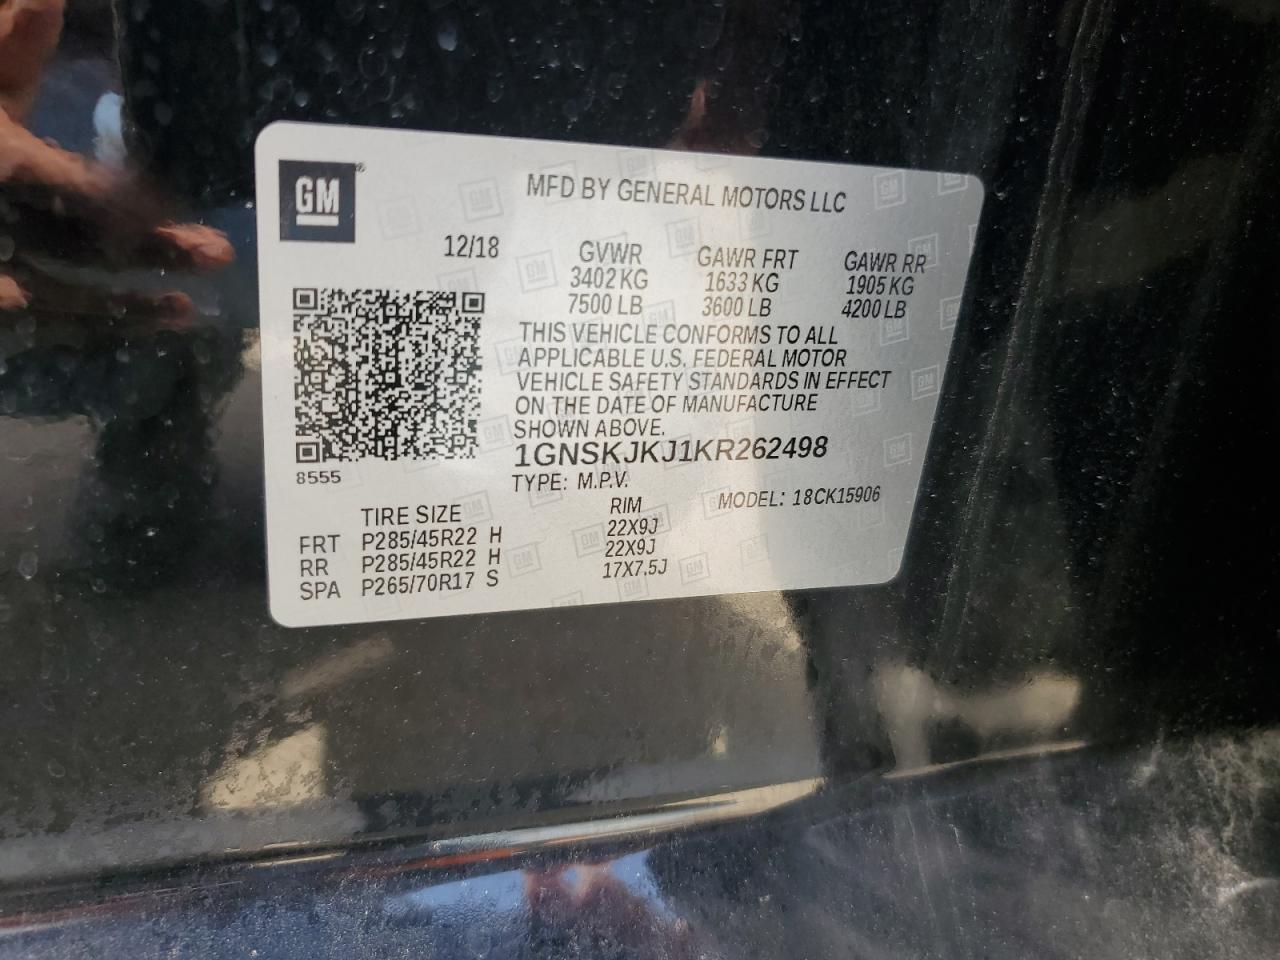 GM
MFD BY GENERAL MOTORS LLC
12/18
GVWR GAWR FRT GAWR RR
3402 KG 1633 KG 1905 KG
7500 LB 3600 LB 4200 LB
THIS VEHICLE CONFORMS TO ALL
APPLICABLE U.S. FEDERAL MOTOR
VEHICLE SAFETY STANDARDS IN EFFECT
ON THE DATE OF MANUFACTURE
SHOWN ABOVE.
1GNSKJKJ1KR262498
8555
TYPE: M.P.V. MODEL: 18CK15906
TIRE SIZE RIM
FRT P285/45R22 H 22X9J
RR P285/45R22 H 22X9J
SPA P265/70R17 S 17X7.5J